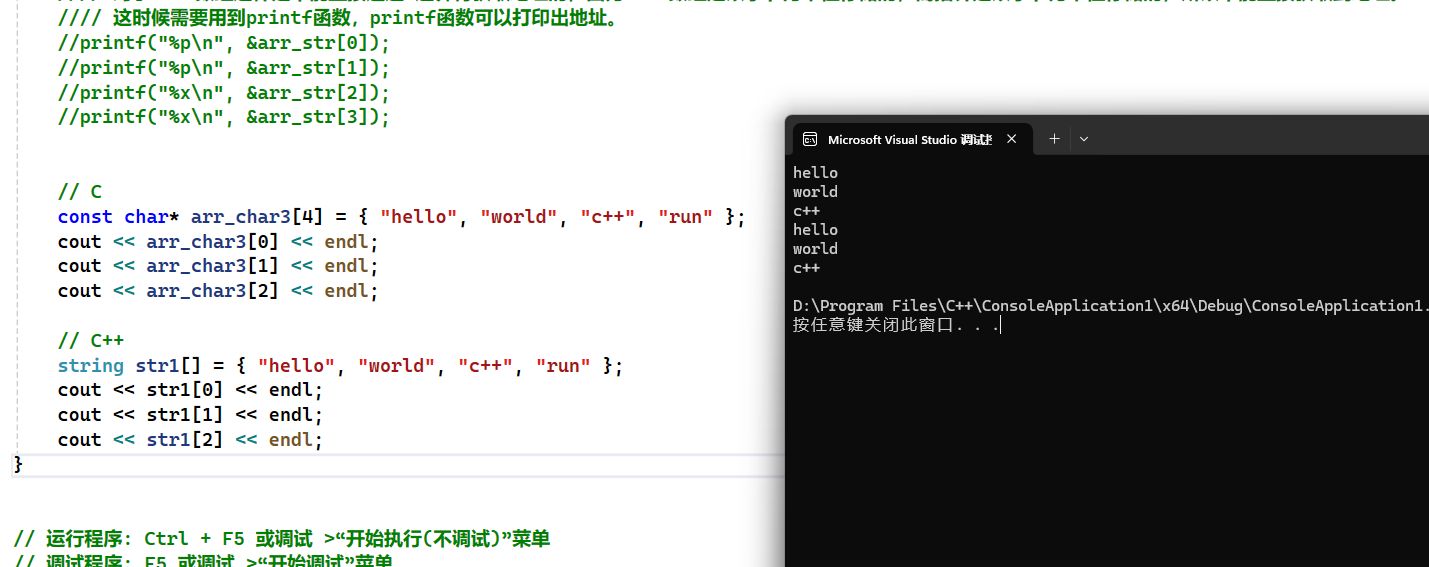 //// 这时候需要用到printf函数，printf函数可以打印出地址。
//printf("%p\n", &arr_str[0]);
//printf("%p\n", &arr_str[1]);
//printf("%x\n", &arr_str[2]);
//printf("%x\n", &arr_str[3]);
// C
const char* arr_char3[4] = { "hello", "world", "c++", "run" };
cout << arr_char3[0] << endl;
cout << arr_char3[1] << endl;
cout << arr_char3[2] << endl;
// C++
string str1[] = { "hello", "world", "c++", "run" };
cout << str1[0] << endl;
cout << str1[1] << endl;
cout << str1[2] << endl;
}
// 运行程序: Ctrl + F5 或调试 >“开始执行(不调试)”菜单
// 调试程序: F5 或调试 >“开始调试”菜单
Microsoft Visual Studio 调试
hello
world
c++
hello
world
c++
D:\Program Files\C++\ConsoleApplication1\x64\Debug\ConsoleApplication1.
按任意键关闭此窗口. . .